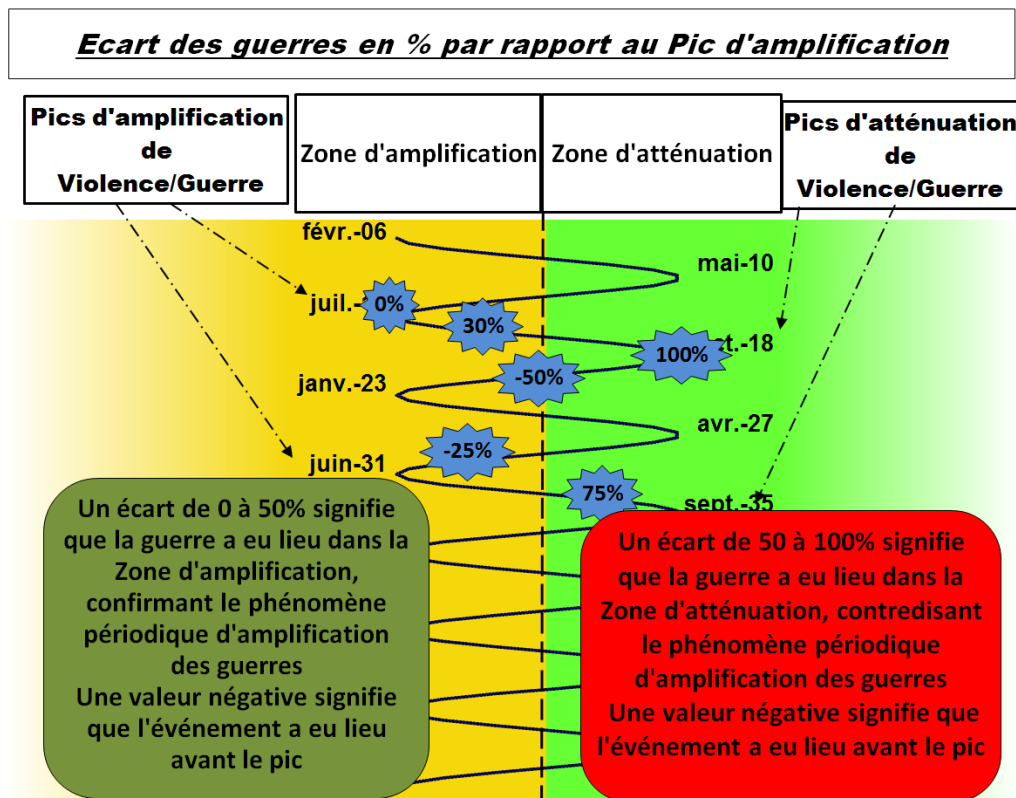 Ecart des guerres en % par rapport au Pic d'amplification
Pics d'amplification
de
Violence/Guerre
Zone d'amplification
Zone d'atténuation
Pics d'atténuation
de
Violence/Guerre
févr.-06
mai-10
juil.-
0%
30%
t.-18
100%
-50%
janv.-23
avr.-27
-25%
juin-31
75%
sept.-35
Un écart de 0 à 50% signifie
que la guerre a eu lieu dans la
Zone d'amplification,
confirmant le phénomène
périodique d'amplification
des guerres
Une valeur négative signifie
que l'événement a eu lieu
avant le pic
Un écart de 50 à 100% signifie
que la guerre a eu lieu dans la
Zone d'atténuation, contredisant
le phénomène périodique
d'amplification des guerres
Une valeur négative signifie que
l'événement a eu lieu avant le pic